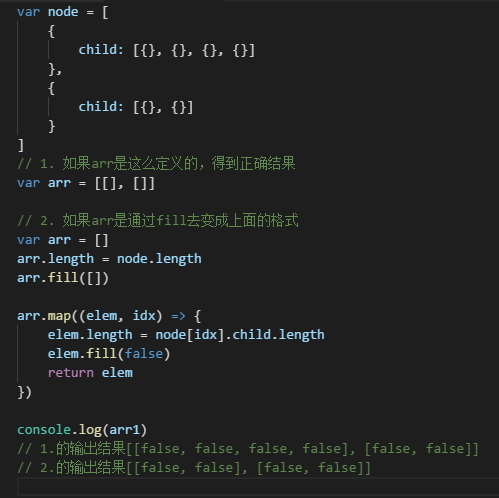 var node = [
{
child: [{}, {}, {}, {}]
},
{
child: [{}, {}]
}
]
// 1. 如果arr是这么定义的, 得到正确结果
var arr = [[], []]
// 2. 如果arr是通过fill去变成上面的格式
var arr = []
arr.length = node.length
arr.fill([])
arr.map((elem, idx) => {
elem.length = node[idx].child.length
elem.fill(false)
return elem
})
console.log(arr1)
// 1.的输出结果[[false, false, false, false], [false, false]]
// 2.的输出结果[[false, false], [false, false]]